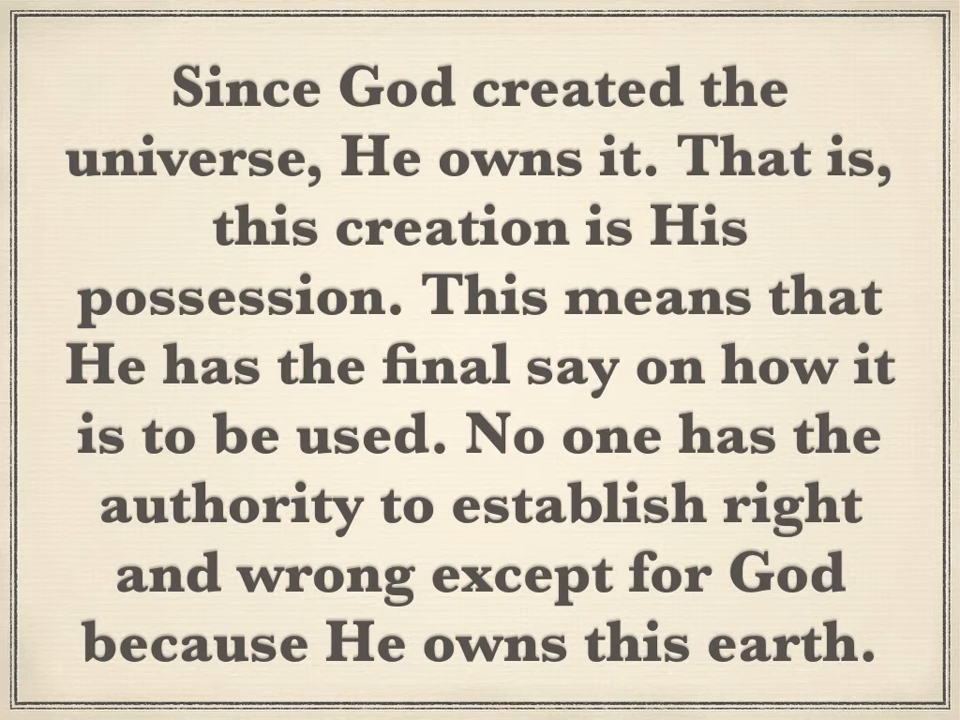 Since God created the
universe, He owns it. That is,
this creation is His
possession. This means that
He has the final say on how it
is to be used. No one has the
authority to establish right
and wrong except for God
because He owns this earth.